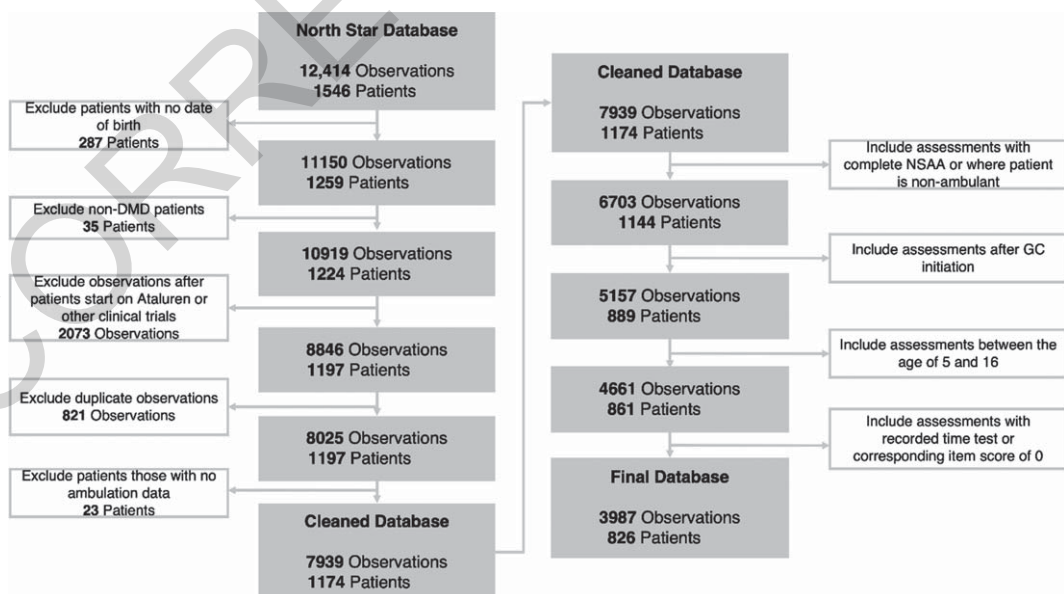 North Star Database
12,414 Observations
1546 Patients
Exclude patients with no date
of birth
287 Patients
11150 Observations
1259 Patients
Exclude non-DMD patients
35 Patients
10919 Observations
1224 Patients
Exclude observations after
patients start on Ataluren or
other clinical trials
2073 Observations
8846 Observations
1197 Patients
Exclude duplicate observations
821 Observations
8025 Observations
1197 Patients
Exclude patients those with no
ambulation data
23 Patients
Cleaned Database
7939 Observations
1174 Patients
Cleaned Database
7939 Observations
1174 Patients
Include assessments with
complete NSAA or where patient
is non-ambulant
6703 Observations
1144 Patients
Include assessments after GC
initiation
5157 Observations
889 Patients
Include assessments between the
age of 5 and 16
4661 Observations
861 Patients
Include assessments with
recorded time test or
corresponding item score of 0
Final Database
3987 Observations
826 Patients
CORRE